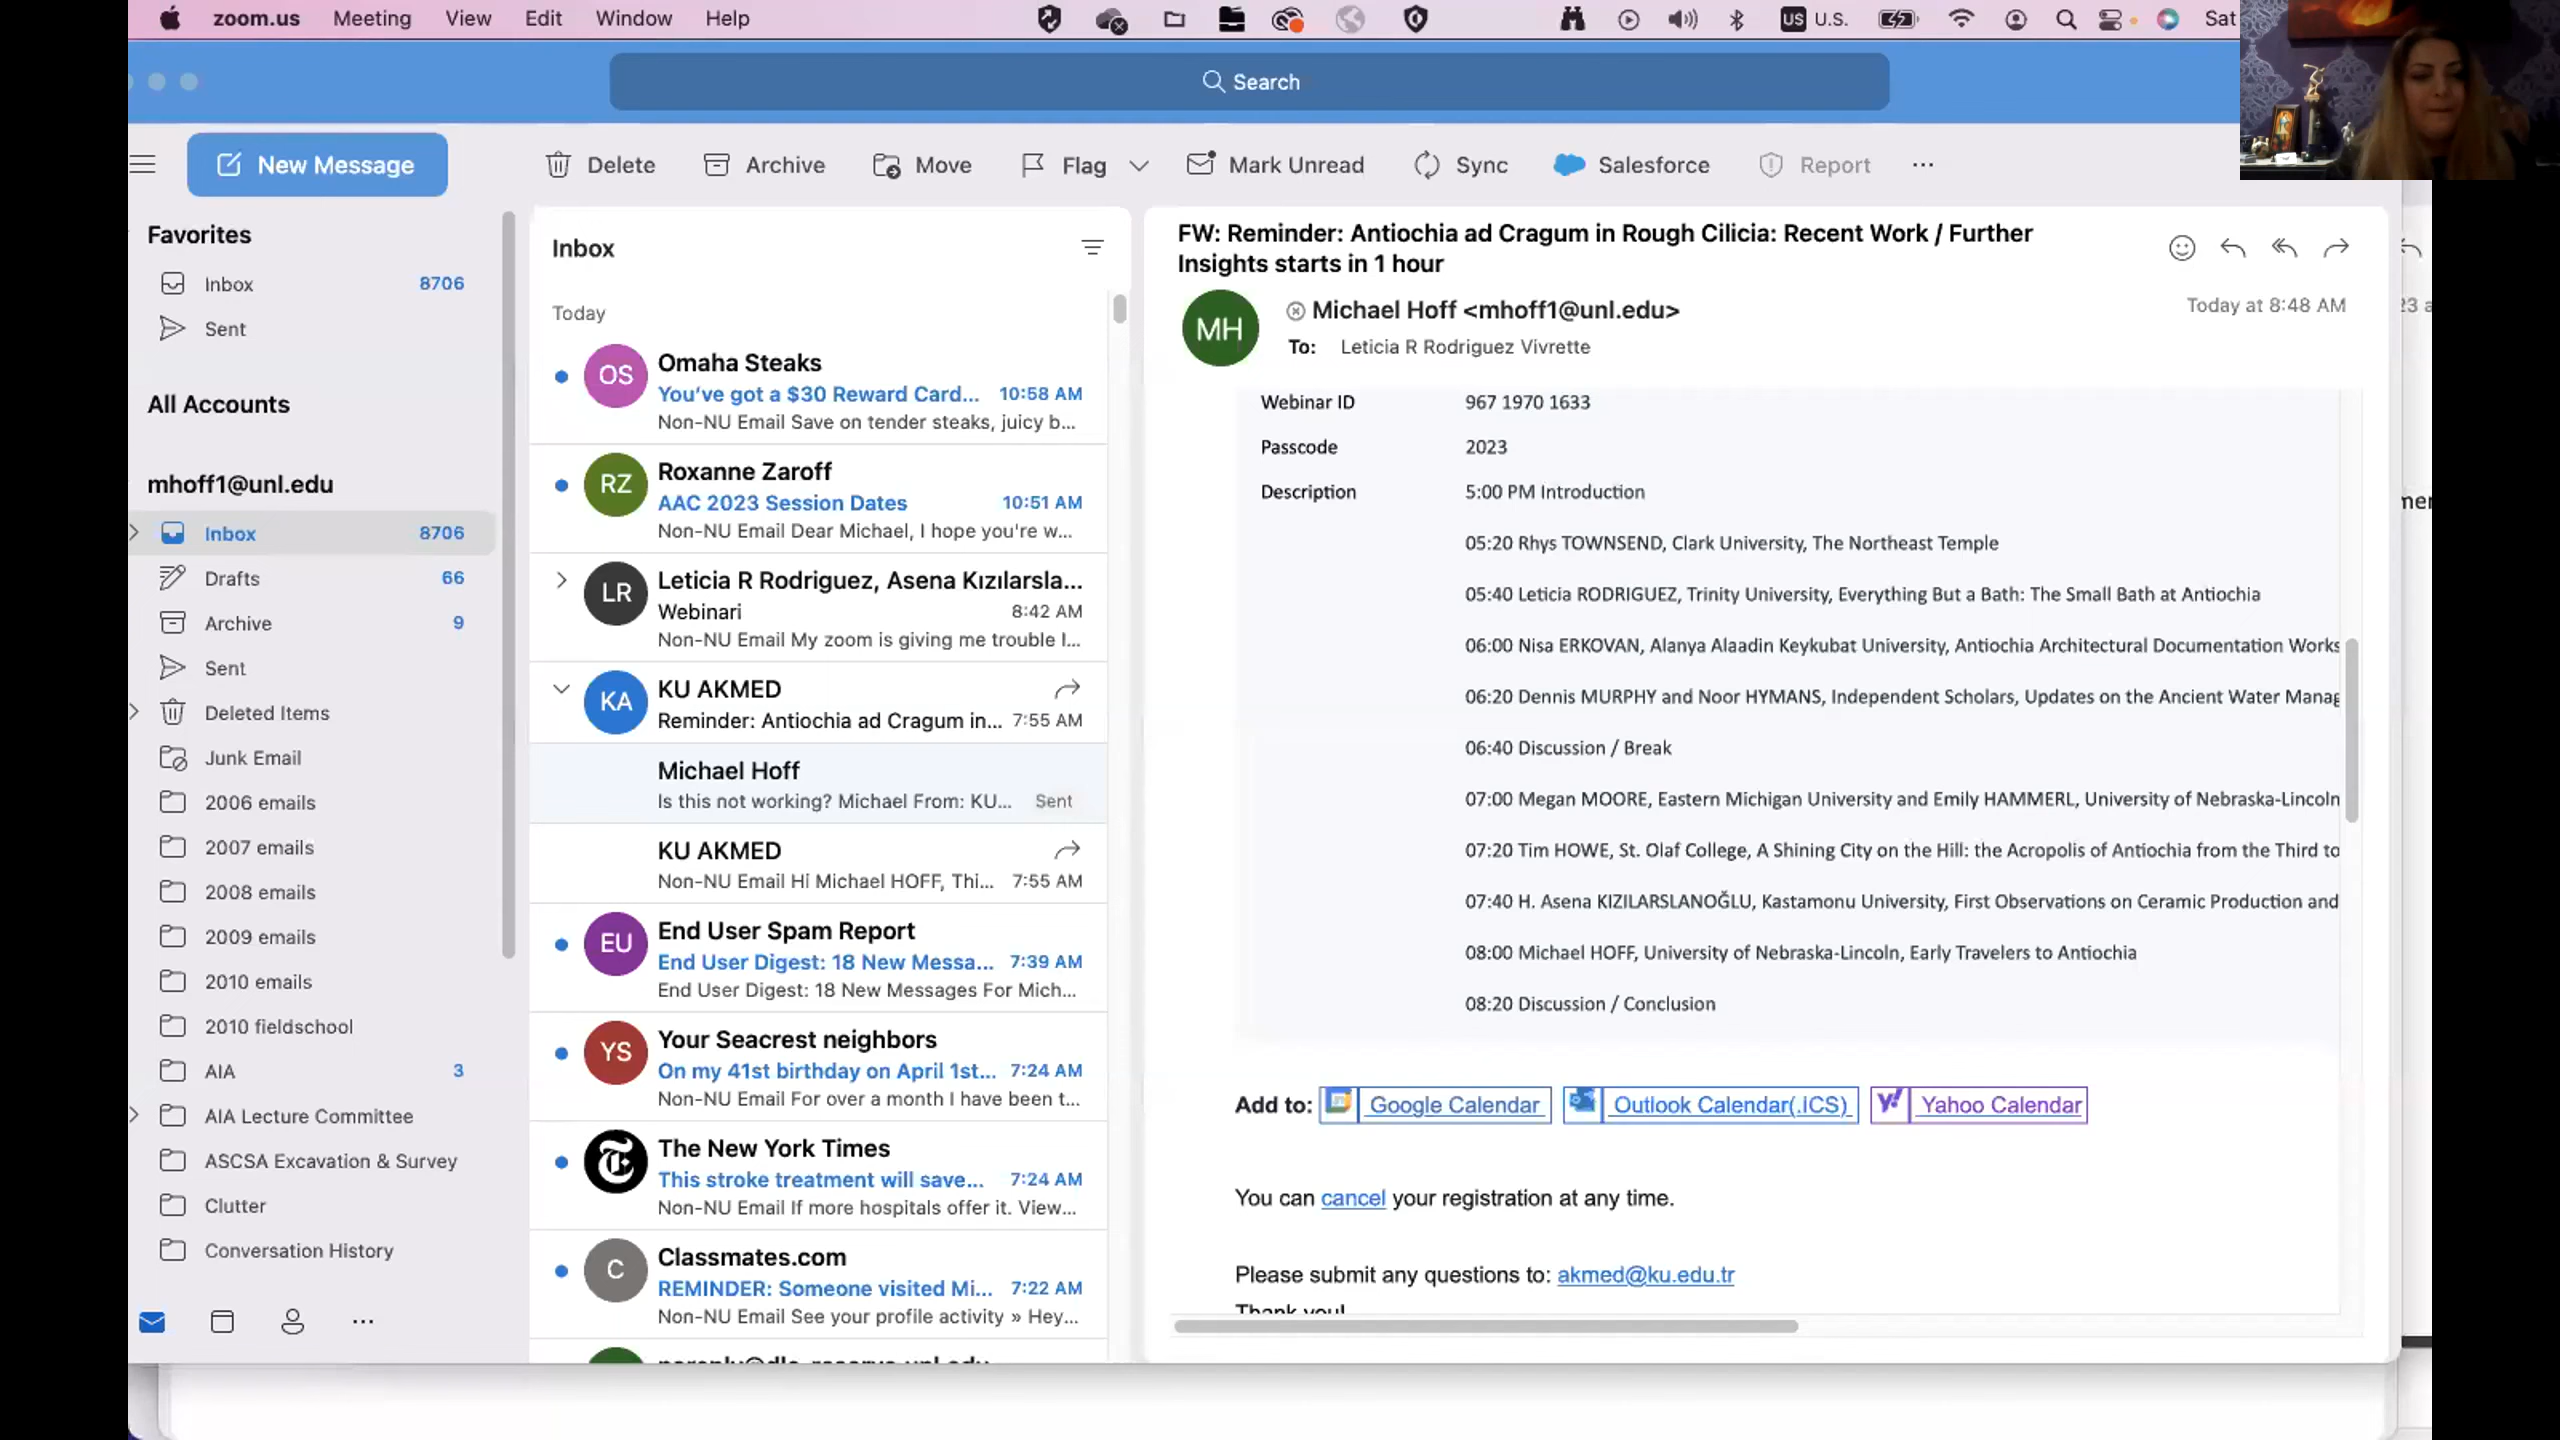 zoom.us Meeting View Edit Window Help US U.S. Sat
Search
New Message Delete Archive Move Flag Mark Unread Sync Salesforce Report
Favorites
Inbox 8706
Sent
All Accounts
mhoff1@unl.edu
Inbox 8706
Drafts 66
Archive 9
Sent
Deleted Items
Junk Email
2006 emails
2007 emails
2008 emails
2009 emails
2010 emails
2010 fieldschool
AIA 3
AIA Lecture Committee
ASCSA Excavation & Survey
Clutter
Conversation History
Inbox
Today
OS
Omaha Steaks
You've got a $30 Reward Card... 10:58 AM
Non-NU Email Save on tender steaks, juicy b...
RZ
Roxanne Zaroff
AAC 2023 Session Dates 10:51 AM
Non-NU Email Dear Michael, I hope you're w...
LR
Leticia R Rodriguez, Asena Kızılarsla...
Webinari 8:42 AM
Non-NU Email My zoom is giving me trouble I...
KA
KU AKMED
Reminder: Antiochia ad Cragum in... 7:55 AM
Michael Hoff
Is this not working? Michael From: KU... Sent
KU AKMED
Non-NU Email Hi Michael HOFF, Thi... 7:55 AM
EU
End User Spam Report
End User Digest: 18 New Messa... 7:39 AM
End User Digest: 18 New Messages For Mich...
YS
Your Seacrest neighbors
On my 41st birthday on April 1st... 7:24 AM
Non-NU Email For over a month I have been t...
The New York Times
This stroke treatment will save... 7:24 AM
Non-NU Email If more hospitals offer it. View...
C
Classmates.com
REMINDER: Someone visited Mi... 7:22 AM
Non-NU Email See your profile activity » Hey...
FW: Reminder: Antiochia ad Cragum in Rough Cilicia: Recent Work / Further
Insights starts in 1 hour
MH
Michael Hoff <mhoff1@unl.edu>
Today at 8:48 AM
To: Leticia R Rodriguez Vivrette
Webinar ID 967 1970 1633
Passcode 2023
Description 5:00 PM Introduction
05:20 Rhys TOWNSEND, Clark University, The Northeast Temple
05:40 Leticia RODRIGUEZ, Trinity University, Everything But a Bath: The Small Bath at Antiochia
06:00 Nisa ERKOVAN, Alanya Alaadin Keykubat University, Antiochia Architectural Documentation Works
06:20 Dennis MURPHY and Noor HYMANS, Independent Scholars, Updates on the Ancient Water Manag
06:40 Discussion / Break
07:00 Megan MOORE, Eastern Michigan University and Emily HAMMERL, University of Nebraska-Lincoln
07:20 Tim HOWE, St. Olaf College, A Shining City on the Hill: the Acropolis of Antiochia from the Third to
07:40 H. Asena KIZILARSLANOĞLU, Kastamonu University, First Observations on Ceramic Production and
08:00 Michael HOFF, University of Nebraska-Lincoln, Early Travelers to Antiochia
08:20 Discussion / Conclusion
Add to: Google Calendar Outlook Calendar(.ICS) Yahoo Calendar
You can cancel your registration at any time.
Please submit any questions to: akmed@ku.edu.tr
Thank you!